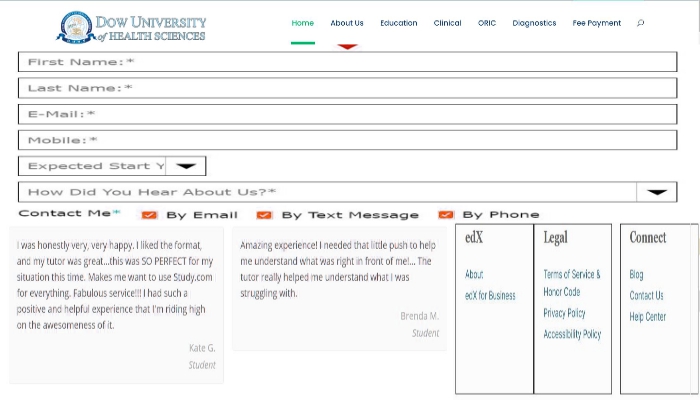 DOW UNIVERSITY
of HEALTH SCIENCES
Home About Us Education Clinical ORIC Diagnostics Fee Payment
First Name:*
Last Name:*
E-Mail:*
Mobile:*
Expected Start Y
How Did You Hear About Us?*
Contact Me* By Email By Text Message By Phone
I was honestly very, very happy. I liked the format,
and my tutor was great...this was SO PERFECT for my
situation this time. Makes me want to use Study.com
for everything. Fabulous service!!! I had such a
positive and helpful experience that I'm riding high
on the awesomeness of it.
Kate G.
Student
Amazing experience! I needed that little push to help
me understand what was right in front of me!... The
tutor really helped me understand what I was
struggling with.
Brenda M.
Student
edX
About
edX for Business
Legal
Terms of Service &
Honor Code
Privacy Policy
Accessibility Policy
Connect
Blog
Contact Us
Help Center